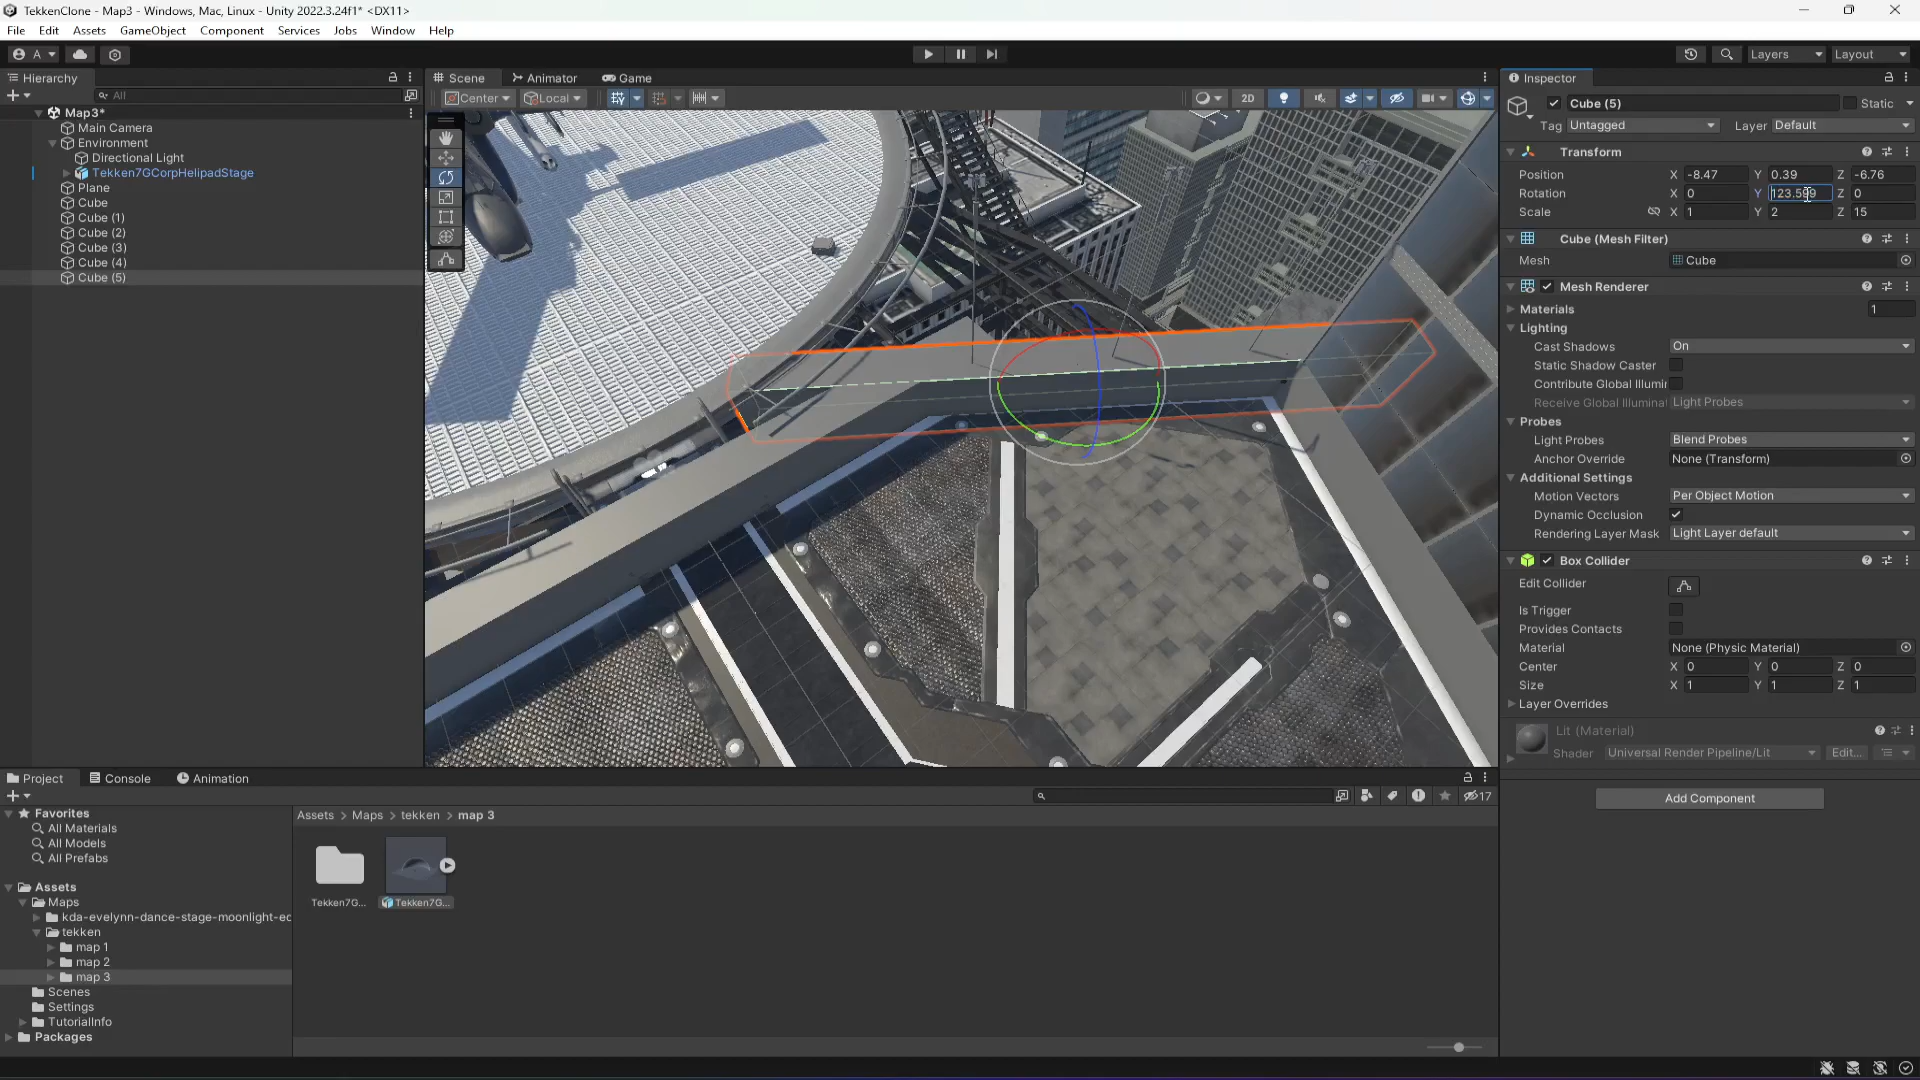 TekkenClone - Map3 - Windows, Mac, Linux - Unity 2022.3.24f1* <DX11>
File Edit Assets GameObject Component Services Jobs Window Help
A
Layers Layout
Hierarchy
All
Map3*
Main Camera
Environment
Directional Light
Tekken7GCorpHelipadStage
Plane
Cube
Cube (1)
Cube (2)
Cube (3)
Cube (4)
Cube (5)
Scene Animator Game
Center Local
2D
Inspector
Cube (5) Static
Tag Untagged Layer Default
Transform
Position X -8.47 Y 0.39 Z -6.76
Rotation X 0 Y 123.599 Z 0
Scale X 1 Y 2 Z 15
Cube (Mesh Filter)
Mesh Cube
Mesh Renderer
Materials 1
Lighting
Cast Shadows On
Static Shadow Caster
Contribute Global Illumi
Receive Global Illuminat Light Probes
Probes
Light Probes Blend Probes
Anchor Override None (Transform)
Additional Settings
Motion Vectors Per Object Motion
Dynamic Occlusion
Rendering Layer Mask Light Layer default
Box Collider
Edit Collider
Is Trigger
Provides Contacts
Material None (Physic Material)
Center X 0 Y 0 Z 0
Size X 1 Y 1 Z 1
Layer Overrides
Lit (Material)
Shader Universal Render Pipeline/Lit Edit...
Add Component
Project Console Animation
17
Favorites
All Materials
All Models
All Prefabs
Assets
Maps
kda-evelynn-dance-stage-moonlight-ec
tekken
map 1
map 2
map 3
Scenes
Settings
TutorialInfo
Packages
Assets > Maps > tekken > map 3
Tekken7G... Tekken7G...